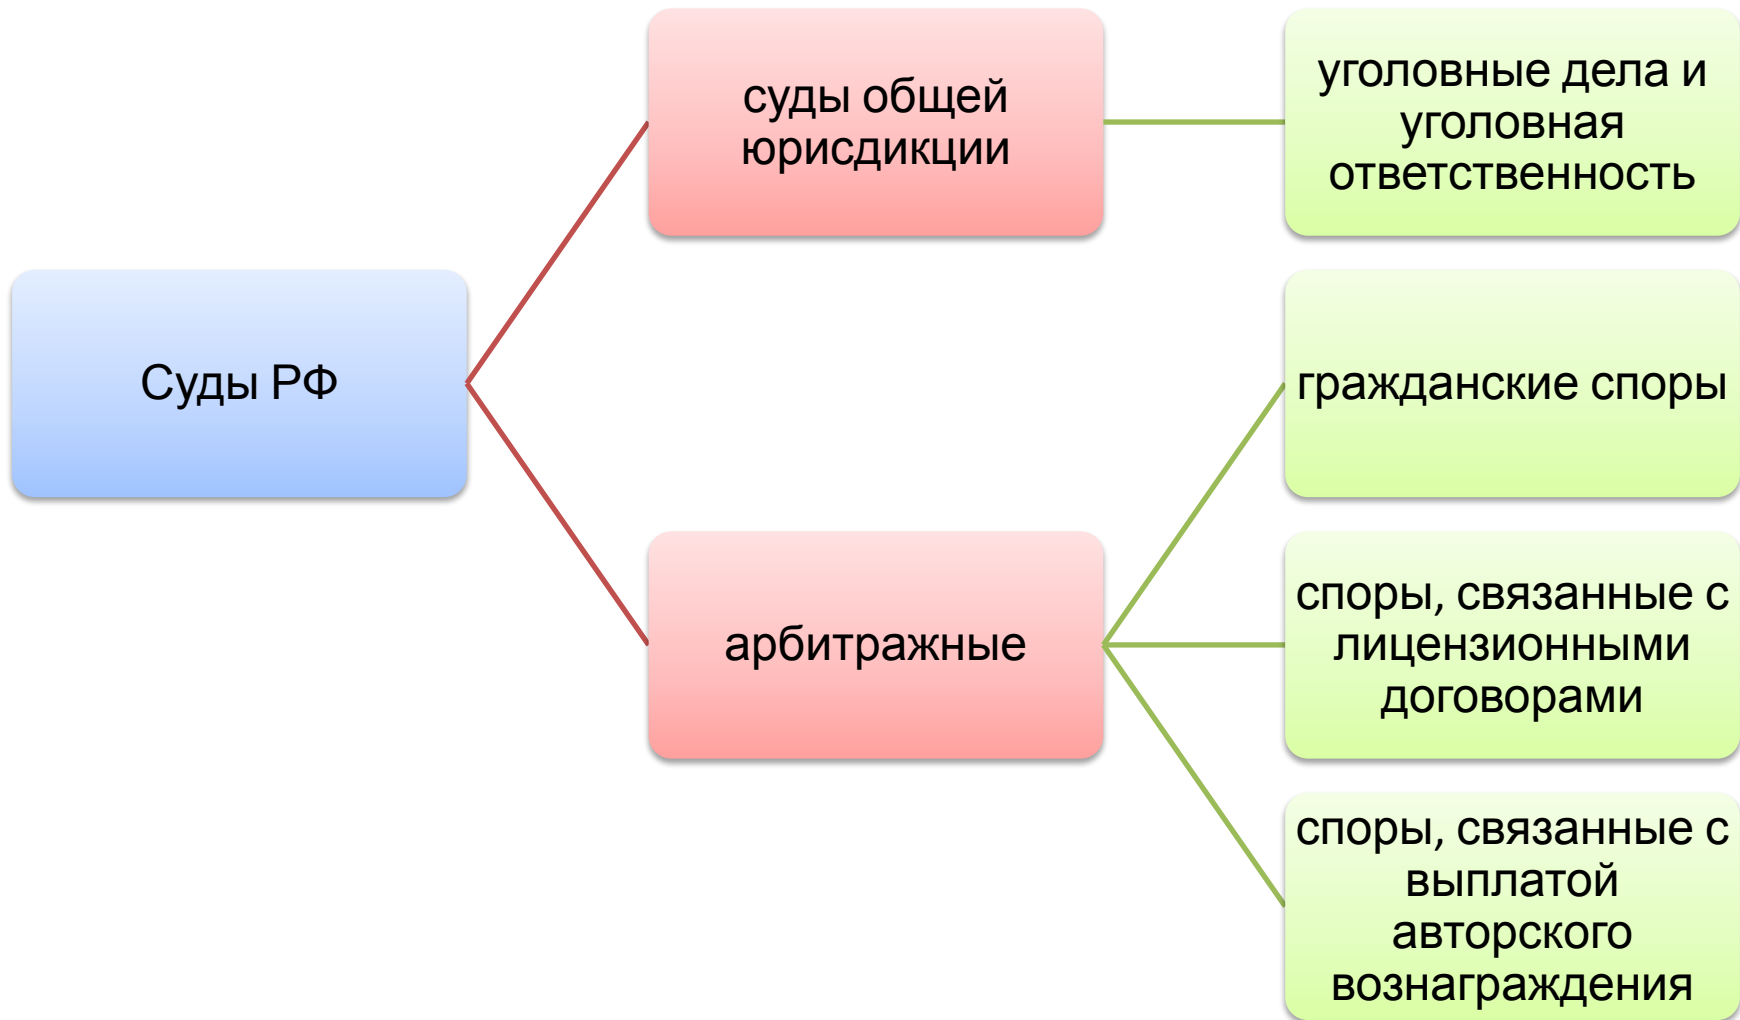 Суды РФ
суды общей
юрисдикции
уголовные дела и
уголовная
ответственность
арбитражные
гражданские споры
споры, связанные с
лицензионными
договорами
споры, связанные с
выплатой
авторского
вознаграждения